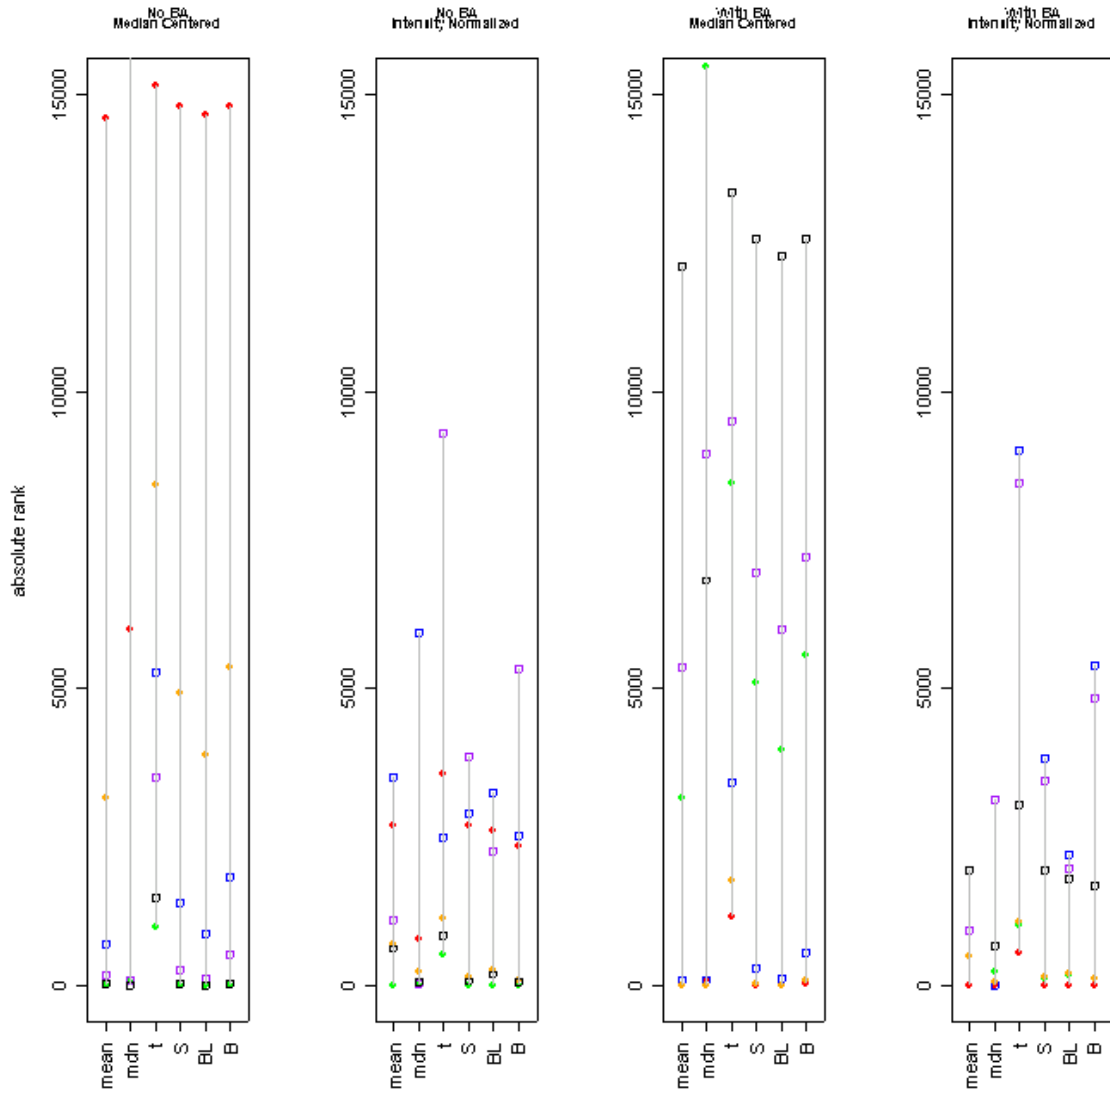 No BA
Median Centered
No BA
Intensity Normalized
With BA
Median Centered
With BA
Intensity Normalized
absolute rank
15000
10000
5000
0
mean
mdn
t
S
BL
B
15000
10000
5000
0
mean
mdn
t
S
BL
B
15000
10000
5000
0
mean
mdn
t
S
BL
B
15000
10000
5000
0
mean
mdn
t
S
BL
B